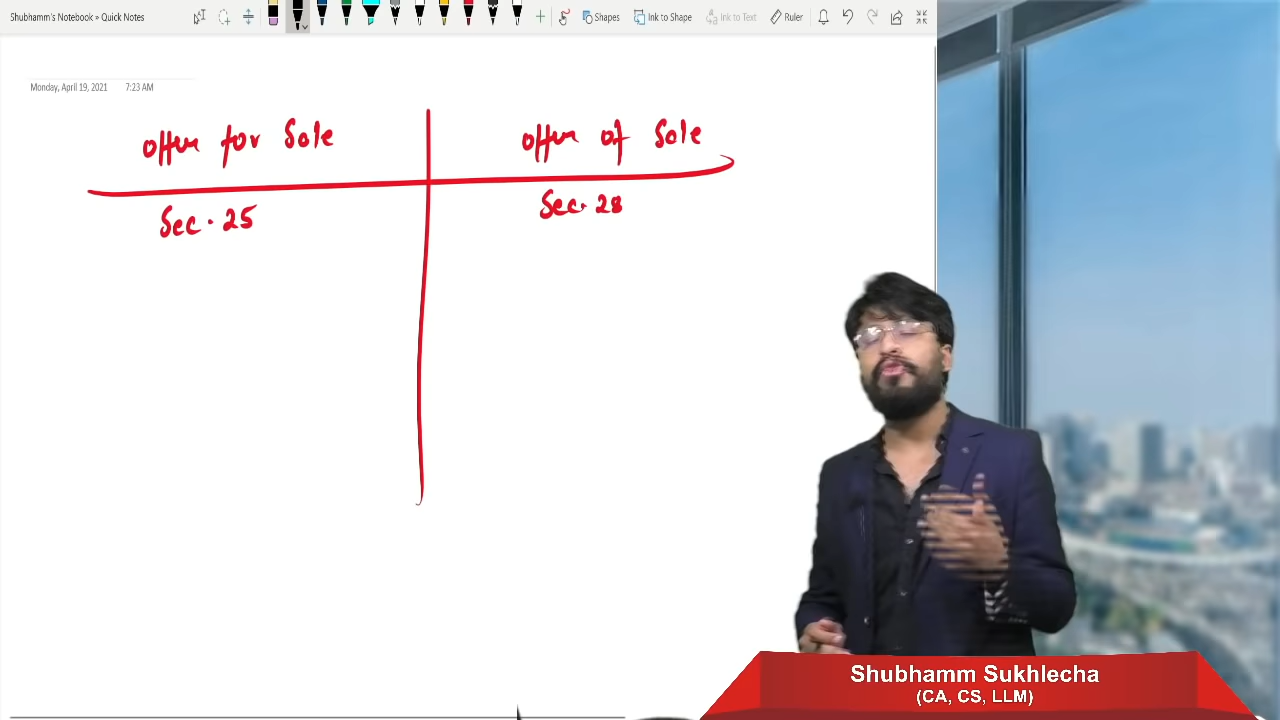 Shubhamm's Notebook » Quick Notes
Shapes
Ink to Shape
Ink to Text
Ruler
Monday, April 19, 2021 7:23 AM
Offer for Sale
Offer of Sale
Sec. 25
Sec. 28
Shubhamm Sukhlecha
(CA, CS, LLM)